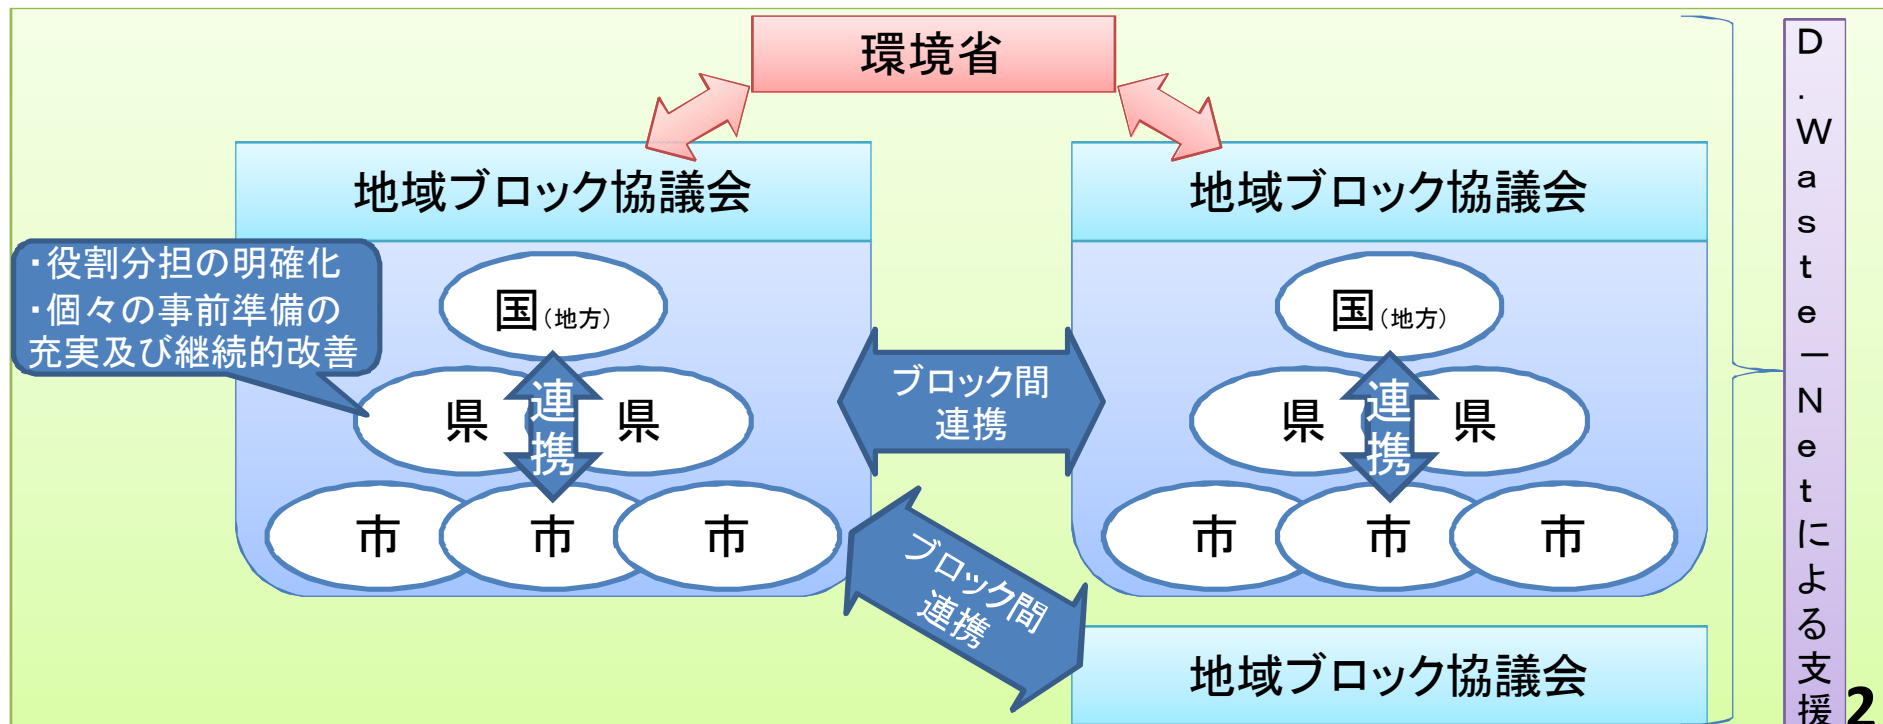 環境省
地域ブロック協議会
地域ブロック協議会
・役割分担の明確化
・個々の事前準備の
充実及び継続的改善
国(地方)
県
県
連携
市
市
市
ブロック間
連携
国(地方)
県
県
連携
市
市
市
ブロック間
連携
地域ブロック協議会
D.Waste-Netによる支援
2